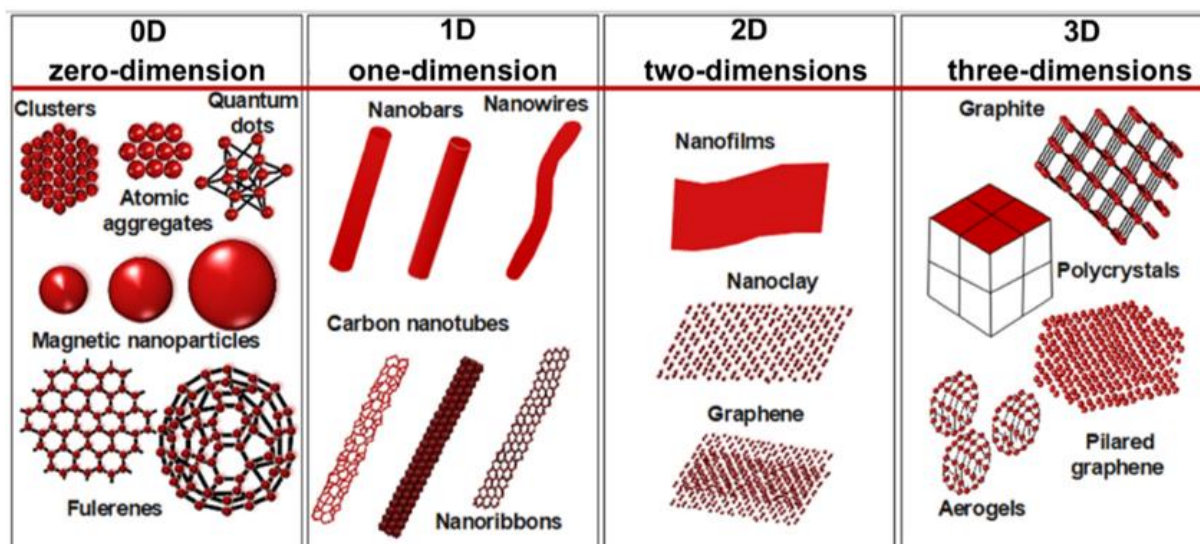 0D
zero-dimension
Clusters
Quantum
dots
Atomic
aggregates
Magnetic nanoparticles
Fulerenes
1D
one-dimension
Nanobars
Nanowires
Carbon nanotubes
Nanoribbons
2D
two-dimensions
Nanofilms
Nanoclay
Graphene
3D
three-dimensions
Graphite
Polycrystals
Pilared
graphene
Aerogels